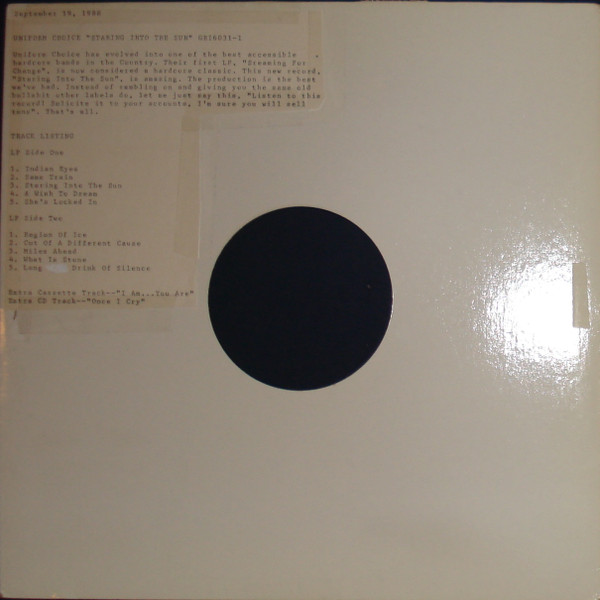 September 19, 1988
UNIFORM CHOICE "STARING INTO THE SUN" GRS6031-1
Uniform Choice has evolved into one of the best accessible
hardcore bands in the Country. Their first LP, "Screaming For
Change", is now considered a hardcore classic. This new record,
"Staring Into The Sun", is amazing. The production is the best
we've had. Instead of rambling on and giving you the same old
bullshit other labels do, let me just say this, "Listen to this
record! Solicite it to your accounts, I'm sure you will sell
tons". That's all.
TRACK LISTING
LP Side One
1. Indian Eyes
2. Same Train
3. Staring Into The Sun
4. A Wish To Dream
5. She's Locked In
LP Side Two
1. Region Of Ice
2. Cut Of A Different Cause
3. Miles Ahead
4. What Is Stone
5. Long Drink Of Silence
Extra Cassette Track--"I Am...You Are"
Extra CD Track--"Once I Cry"